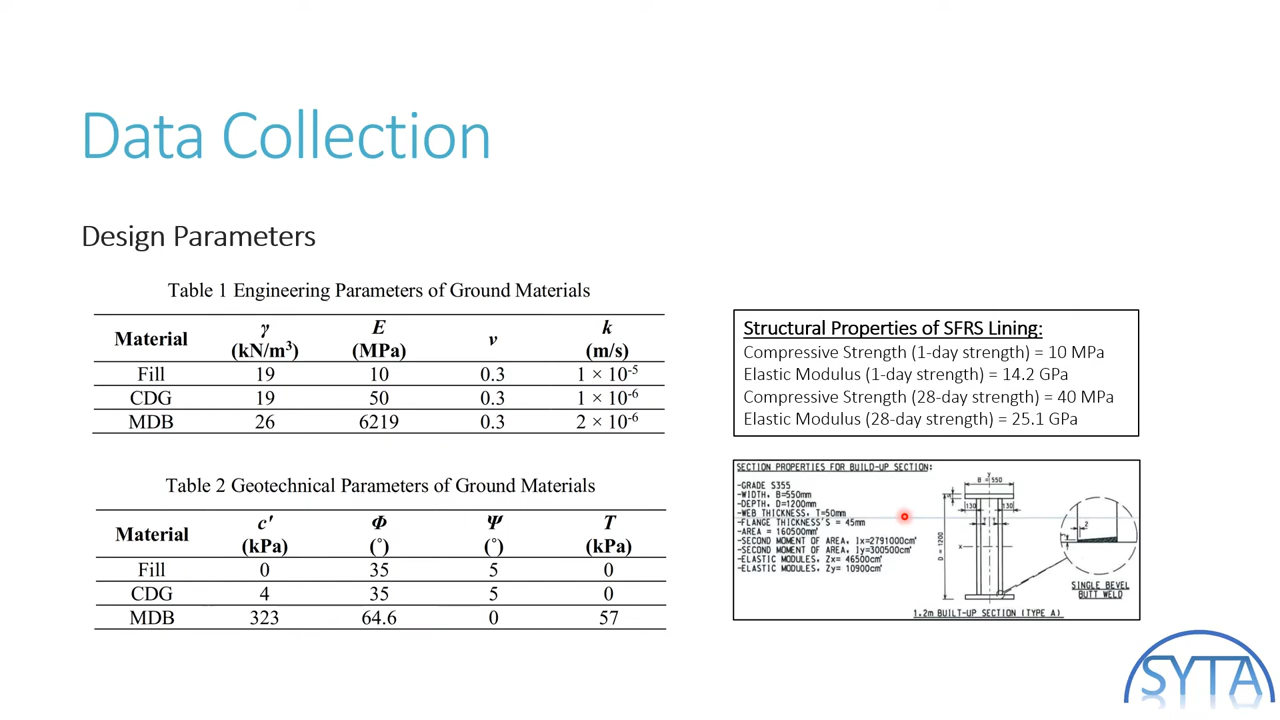 Data Collection
Design Parameters
Table 1 Engineering Parameters of Ground Materials
Material γ (kN/m³) E (MPa) ν k (m/s)
Fill 19 10 0.3 1 × 10⁻⁵
CDG 19 50 0.3 1 × 10⁻⁶
MDB 26 6219 0.3 2 × 10⁻⁶
Table 2 Geotechnical Parameters of Ground Materials
Material c' (kPa) Φ (°) Ψ (°) T (kPa)
Fill 0 35 5 0
CDG 4 35 5 0
MDB 323 64.6 0 57
Structural Properties of SFRS Lining:
Compressive Strength (1-day strength) = 10 MPa
Elastic Modulus (1-day strength) = 14.2 GPa
Compressive Strength (28-day strength) = 40 MPa
Elastic Modulus (28-day strength) = 25.1 GPa
SECTION PROPERTIES FOR BUILD-UP SECTION:
-GRADE S355
-WIDTH, B=550mm
-DEPTH, D=1200mm
-WEB THICKNESS, T=50mm
-FLANGE THICKNESS'S = 45mm
-AREA = 160500mm²
-SECOND MOMENT OF AREA, Ix=2791000cm⁴
-SECOND MOMENT OF AREA, Iy=300500cm⁴
-ELASTIC MODULES, Zx=46500cm³
-ELASTIC MODULES, Zy=10900cm³
y
B = 550
130 130
D = 1200
x
2
SINGLE BEVEL
BUTT WELD
1.2m BUILT-UP SECTION (TYPE A)
SYTA